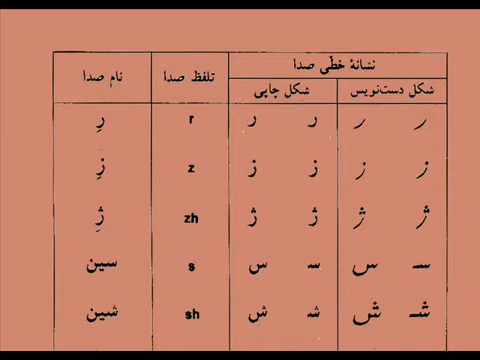 نشانهٔ خطّی صدا تلفظ صدا نام صدا
شکل دست‌نویس شکل چاپی
ر ر ر ر r رِ
ز ز ز ز z زِ
ژ ژ ژ ژ zh ژِ
سـ س سـ س s سین
شـ ش شـ ش sh شین